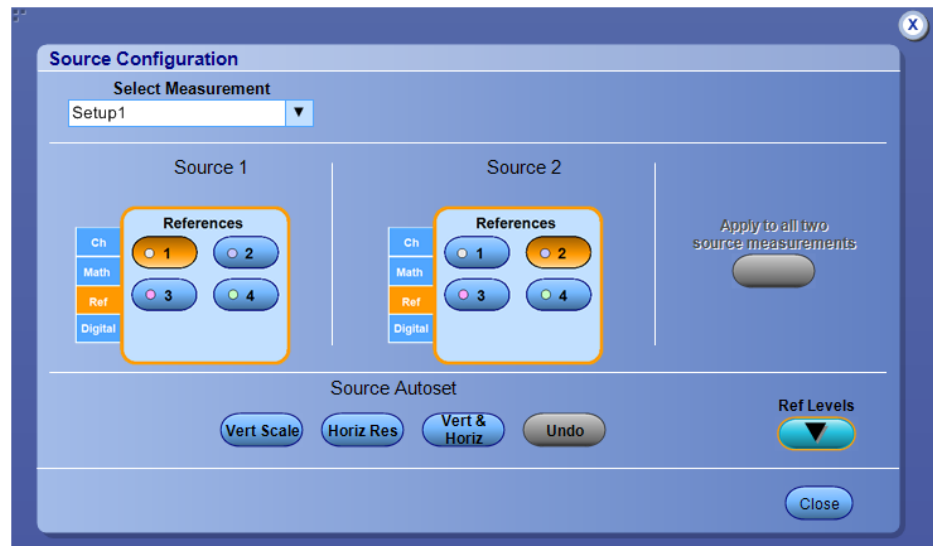 X
Source Configuration
Select Measurement
Setup1
Source 1
Source 2
References
Ch
Math
Ref
Digital
1
2
3
4
References
Ch
Math
Ref
Digital
1
2
3
4
Apply to all two
source measurements
Source Autoset
Vert Scale
Horiz Res
Vert &
Horiz
Undo
Ref Levels
Close